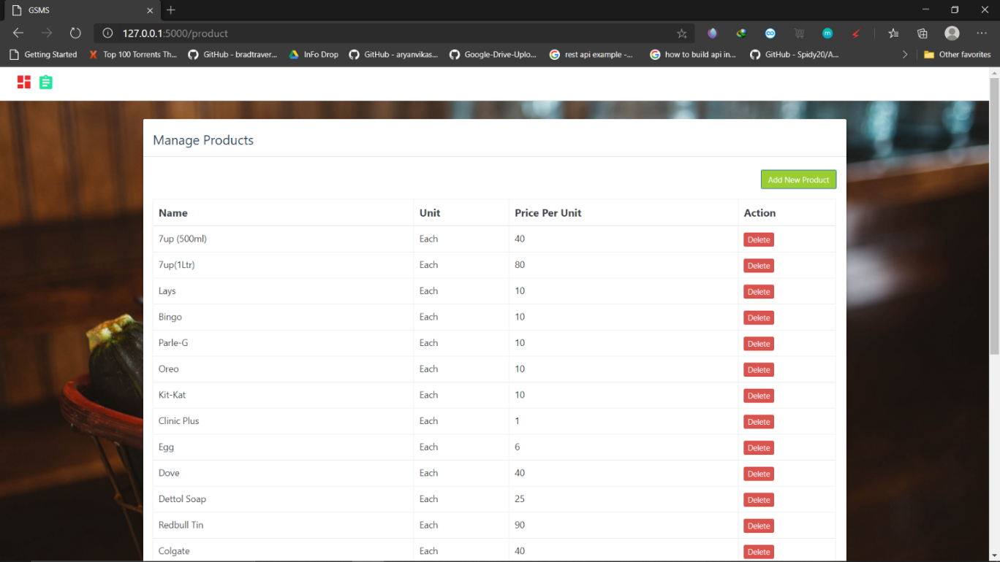 GSMS
127.0.0.1:5000/product
Getting Started Top 100 Torrents Th... GitHub - bradtraver... InFo Drop GitHub - aryanvikas... Google-Drive-Uplo... rest api example -... how to build api in... GitHub - Spidy20/A... Other favorites
Manage Products
Add New Product
Name Unit Price Per Unit Action
7up (500ml) Each 40 Delete
7up(1Ltr) Each 80 Delete
Lays Each 10 Delete
Bingo Each 10 Delete
Parle-G Each 10 Delete
Oreo Each 10 Delete
Kit-Kat Each 10 Delete
Clinic Plus Each 1 Delete
Egg Each 6 Delete
Dove Each 40 Delete
Dettol Soap Each 25 Delete
Redbull Tin Each 90 Delete
Colgate Each 40 Delete